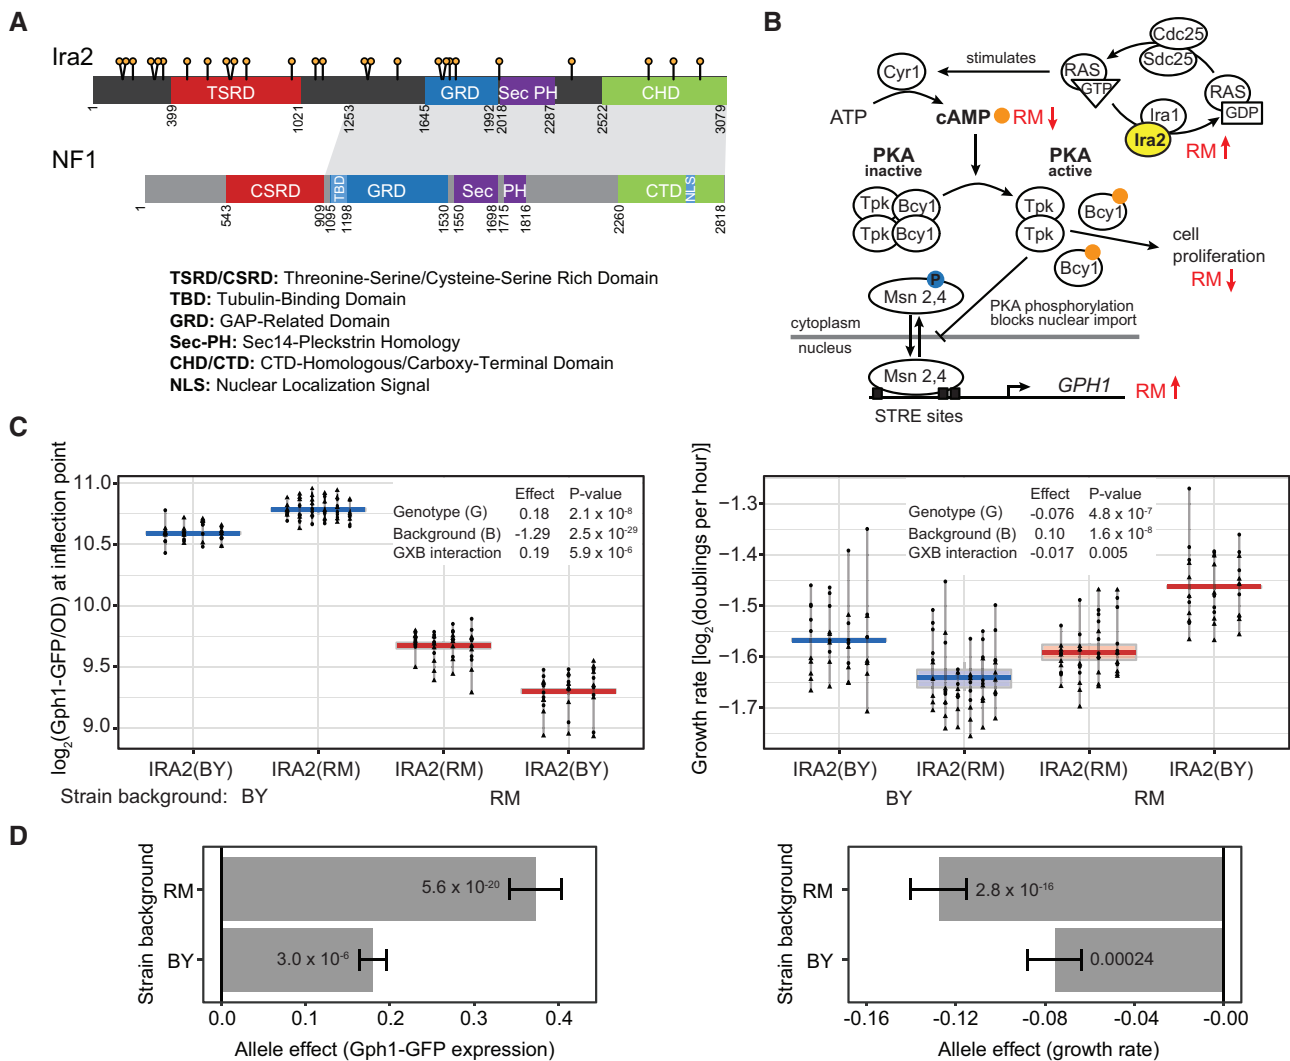 A
Ira2
TSRD
GRD
Sec PH
CHD
1
399
1021
1253
1645
1992
2018
2287
2522
3079
NF1
CSRD
TBD
GRD
Sec
PH
CTD
NLS
1
543
909
1095
1198
1530
1550
1698
1715
1816
2260
2818
TSRD/CSRD: Threonine-Serine/Cysteine-Serine Rich Domain
TBD: Tubulin-Binding Domain
GRD: GAP-Related Domain
Sec-PH: Sec14-Pleckstrin Homology
CHD/CTD: CTD-Homologous/Carboxy-Terminal Domain
NLS: Nuclear Localization Signal
B
Cdc25
Sdc25
Cyr1
stimulates
RAS
GTP
RAS
GDP
ATP
cAMP
RM
Ira1
Ira2
RM
PKA
inactive
PKA
active
Tpk
Bcy1
Tpk
Bcy1
Tpk
Tpk
Bcy1
Bcy1
cell
proliferation
RM
P
Msn 2,4
PKA phosphorylation
blocks nuclear import
cytoplasm
nucleus
Msn 2,4
GPH1
RM
STRE sites
C
log2(Gph1-GFP/OD) at inflection point
11.0
10.5
10.0
9.5
9.0
Effect P-value
Genotype (G) 0.18 2.1 x 10-8
Background (B) -1.29 2.5 x 10-29
GXB interaction 0.19 5.9 x 10-6
IRA2(BY) IRA2(RM) IRA2(RM) IRA2(BY)
Strain background: BY RM
Growth rate [log2(doublings per hour)]
−1.3
−1.4
−1.5
−1.6
−1.7
Effect P-value
Genotype (G) -0.076 4.8 x 10-7
Background (B) 0.10 1.6 x 10-8
GXB interaction -0.017 0.005
IRA2(BY) IRA2(RM) IRA2(RM) IRA2(BY)
BY RM
D
Strain background
RM
5.6 x 10-20
BY
3.0 x 10-6
0.0 0.1 0.2 0.3 0.4
Allele effect (Gph1-GFP expression)
Strain background
RM
2.8 x 10-16
BY
0.00024
-0.16 -0.12 -0.08 -0.04 -0.00
Allele effect (growth rate)